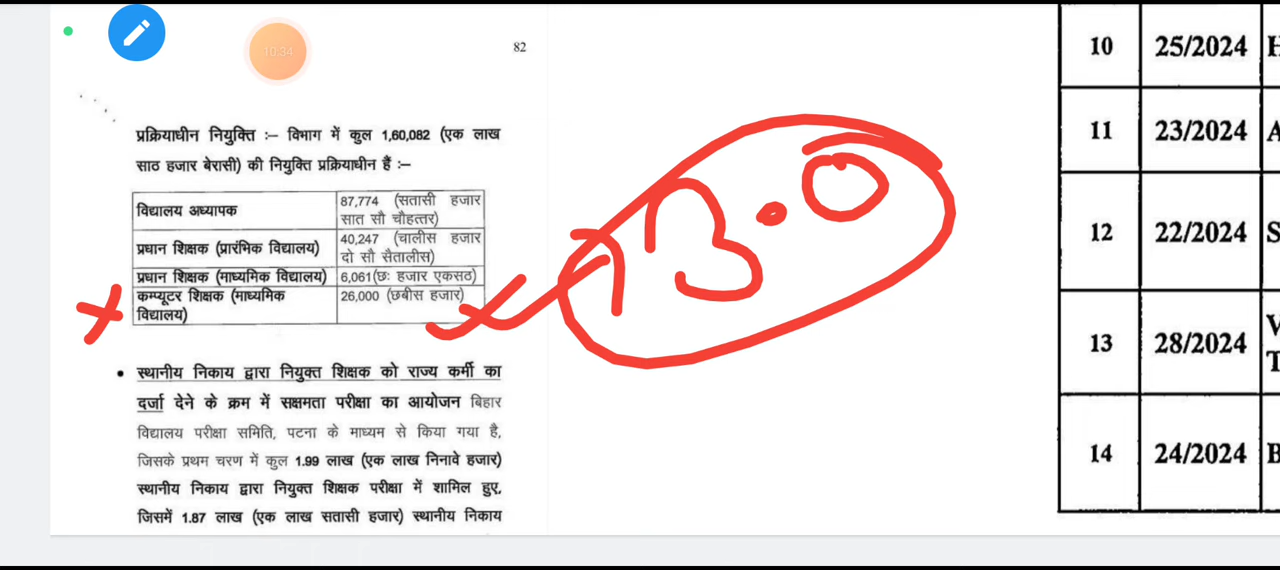 10:34
82
प्रक्रियाधीन नियुक्ति :– विभाग में कुल 1,60,082 (एक लाख
साठ हजार बेरासी) की नियुक्ति प्रक्रियाधीन हैं :–
विद्यालय अध्यापक
87,774 (सतासी हजार
सात सौ चौहत्तर)
प्रधान शिक्षक (प्रारंभिक विद्यालय)
40,247 (चालीस हजार
दो सौ सैतालीस)
प्रधान शिक्षक (माध्यमिक विद्यालय)
6,061(छः हजार एकसठ)
कम्प्यूटर शिक्षक (माध्यमिक
विद्यालय)
26,000 (छबीस हजार)
• स्थानीय निकाय द्वारा नियुक्त शिक्षक को राज्य कर्मी का
दर्जा देने के क्रम में सक्षमता परीक्षा का आयोजन बिहार
विद्यालय परीक्षा समिति, पटना के माध्यम से किया गया है,
जिसके प्रथम चरण में कुल 1.99 लाख (एक लाख निनावे हजार)
स्थानीय निकाय द्वारा नियुक्त शिक्षक परीक्षा में शामिल हुए,
जिसमें 1.87 लाख (एक लाख सतासी हजार) स्थानीय निकाय
3.0
10 25/2024 H
11 23/2024 A
12 22/2024 S
13 28/2024 V
T
14 24/2024 B